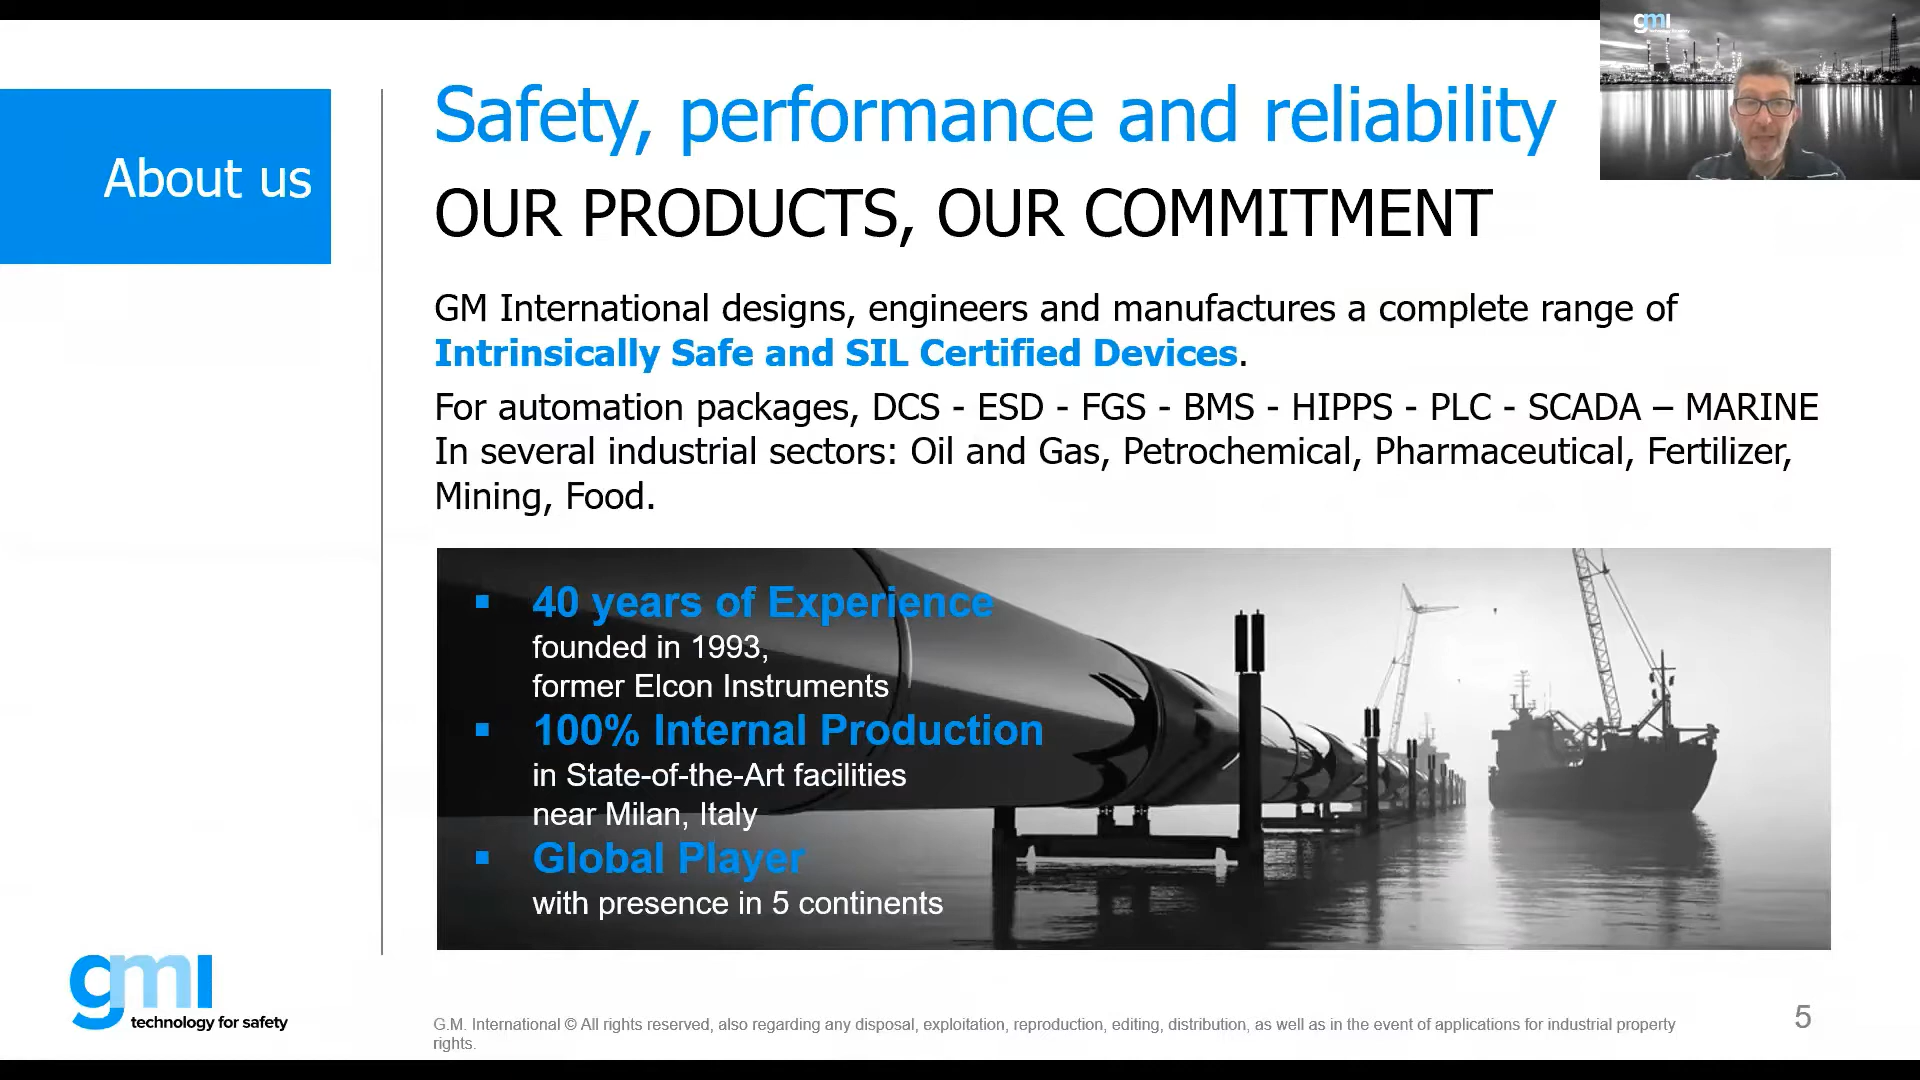 About us
Safety, performance and reliability
OUR PRODUCTS, OUR COMMITMENT
GM International designs, engineers and manufactures a complete range of
Intrinsically Safe and SIL Certified Devices.
For automation packages, DCS - ESD - FGS - BMS - HIPPS - PLC - SCADA – MARINE
In several industrial sectors: Oil and Gas, Petrochemical, Pharmaceutical, Fertilizer,
Mining, Food.
▪ 40 years of Experience
founded in 1993,
former Elcon Instruments
▪ 100% Internal Production
in State-of-the-Art facilities
near Milan, Italy
▪ Global Player
with presence in 5 continents
gmi
technology for safety
G.M. International © All rights reserved, also regarding any disposal, exploitation, reproduction, editing, distribution, as well as in the event of applications for industrial property
rights.
5
gmi